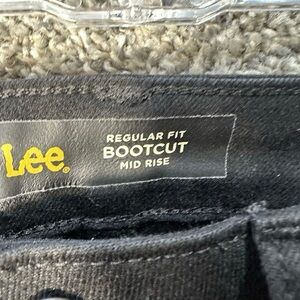 Lee®
REGULAR FIT
BOOTCUT
MID RISE